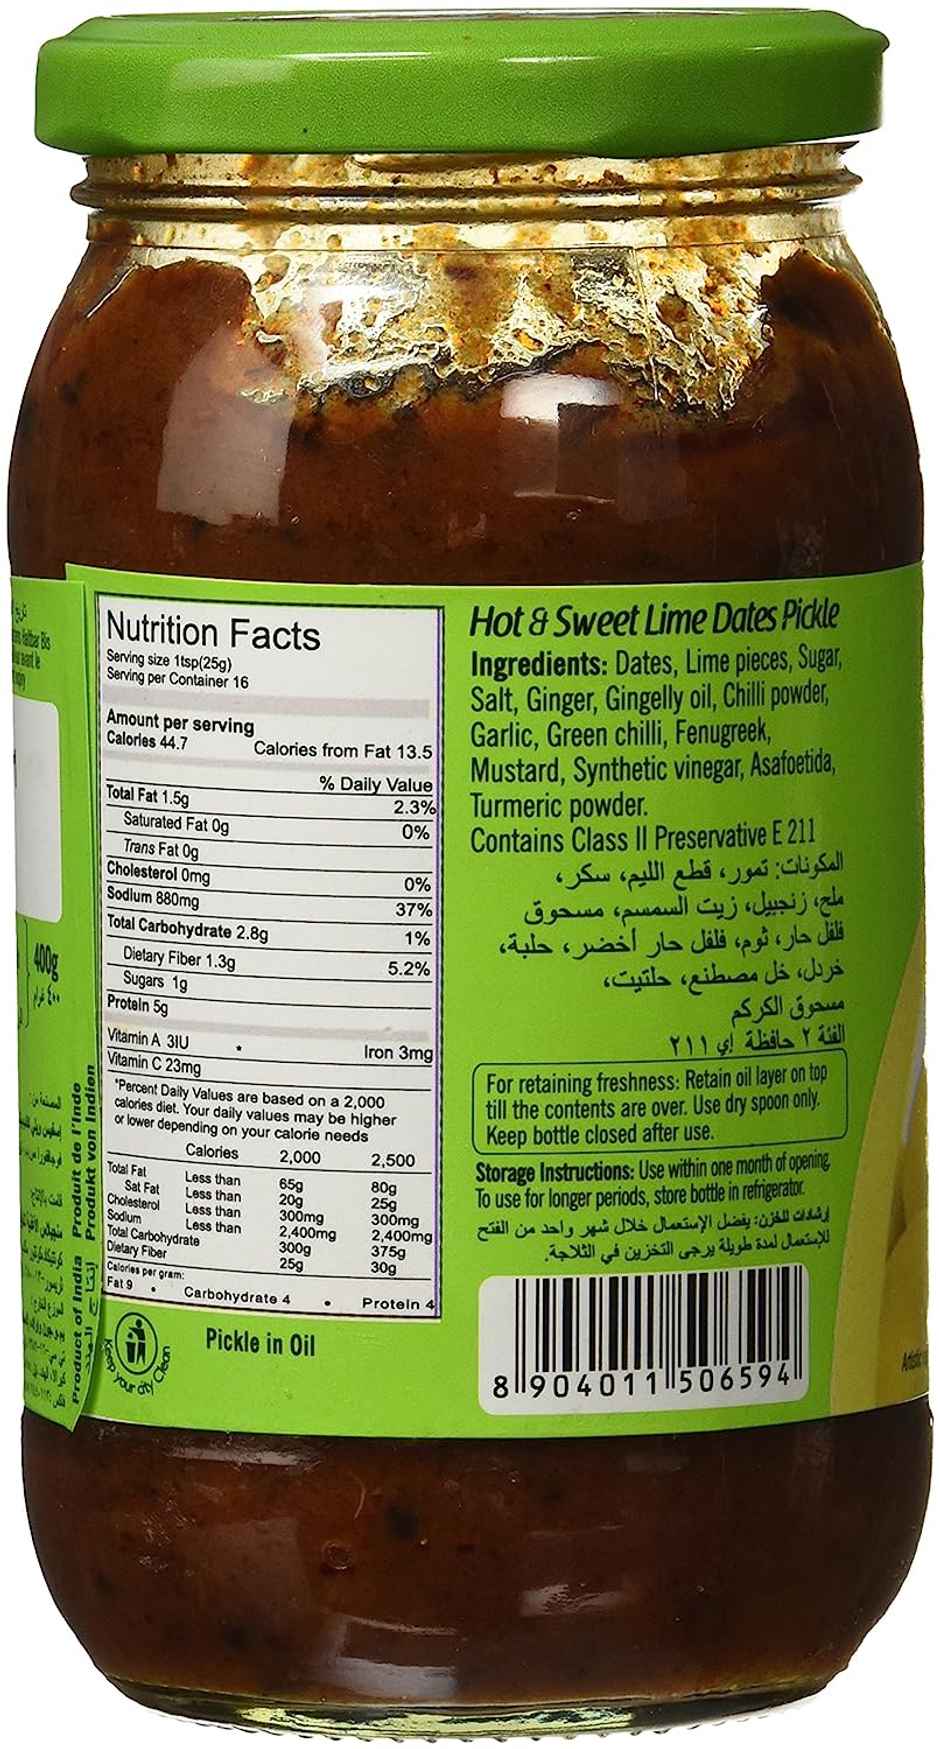 Nutrition Facts
Serving size 1tsp(25g)
Serving per Container 16
Amount per serving
Calories 44.7 Calories from Fat 13.5
% Daily Value
Total Fat 1.5g 2.3%
Saturated Fat 0g 0%
Trans Fat 0g
Cholesterol 0mg 0%
Sodium 880mg 37%
Total Carbohydrate 2.8g 1%
Dietary Fiber 1.3g 5.2%
Sugars 1g
Protein 5g
Vitamin A 3IU * Iron 3mg
Vitamin C 23mg
*Percent Daily Values are based on a 2,000
calories diet. Your daily values may be higher
or lower depending on your calorie needs
Calories 2,000 2,500
Total Fat Less than 65g 80g
Sat Fat Less than 20g 25g
Cholesterol Less than 300mg 300mg
Sodium Less than 2,400mg 2,400mg
Total Carbohydrate 300g 375g
Dietary Fiber 25g 30g
Calories per gram:
Fat 9 • Carbohydrate 4 • Protein 4
Keep your city Clean
Pickle in Oil
Hot & Sweet Lime Dates Pickle
Ingredients: Dates, Lime pieces, Sugar,
Salt, Ginger, Gingelly oil, Chilli powder,
Garlic, Green chilli, Fenugreek,
Mustard, Synthetic vinegar, Asafoetida,
Turmeric powder.
Contains Class II Preservative E 211
المكونات: تمور، قطع الليم، سكر،
ملح، زنجبيل، زيت السمسم، مسحوق
فلفل حار، ثوم، فلفل حار أخضر، حلبة،
خردل، خل مصطنع، حلتيت،
مسحوق الكركم
الفئة ٢ حافظة إي ٢١١
For retaining freshness: Retain oil layer on top
till the contents are over. Use dry spoon only.
Keep bottle closed after use.
Storage Instructions: Use within one month of opening.
To use for longer periods, store bottle in refrigerator.
إرشادات للخزن: يفضل الإستعمال خلال شهر واحد من الفتح
للإستعمال لمدة طويلة يرجى التخزين في الثلاجة.
8 904011 506594
400g
٤٠٠ غرام
Product of India Produit de l'Inde
إنتاج الهند Produkt von Indien